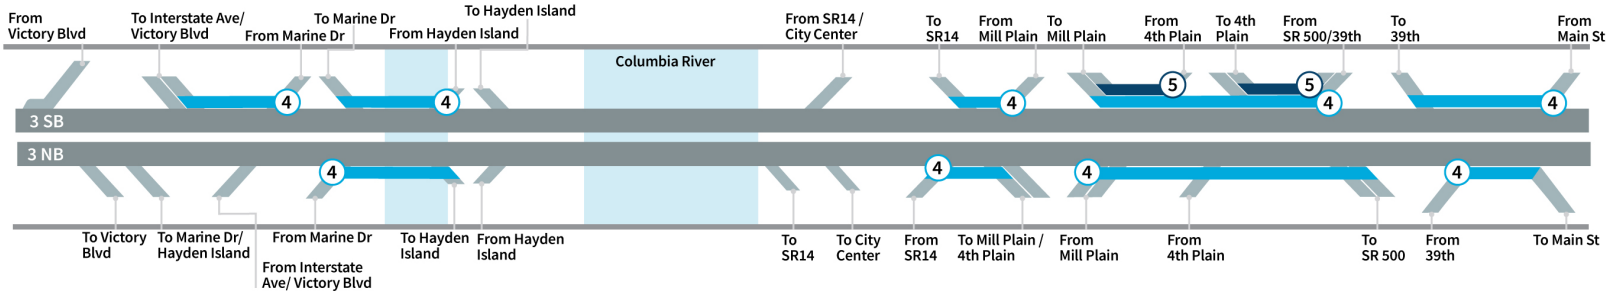 From
Victory Blvd
To Interstate Ave/
Victory Blvd
From Marine Dr
To Marine Dr
From Hayden Island
To Hayden Island
From SR14 /
City Center
To
SR14
From
Mill Plain
To
Mill Plain
From
4th Plain
To 4th
Plain
From
SR 500/39th
To
39th
From
Main St
Columbia River
4
4
4
5
5
4
4
3 SB
3 NB
4
4
4
4
To Victory
Blvd
To Marine Dr/
Hayden Island
From Interstate
Ave/ Victory Blvd
From Marine Dr
To Hayden
Island
From Hayden
Island
To
SR14
To City
Center
From
SR14
To Mill Plain /
4th Plain
From
Mill Plain
From
4th Plain
To
SR 500
From
39th
To Main St